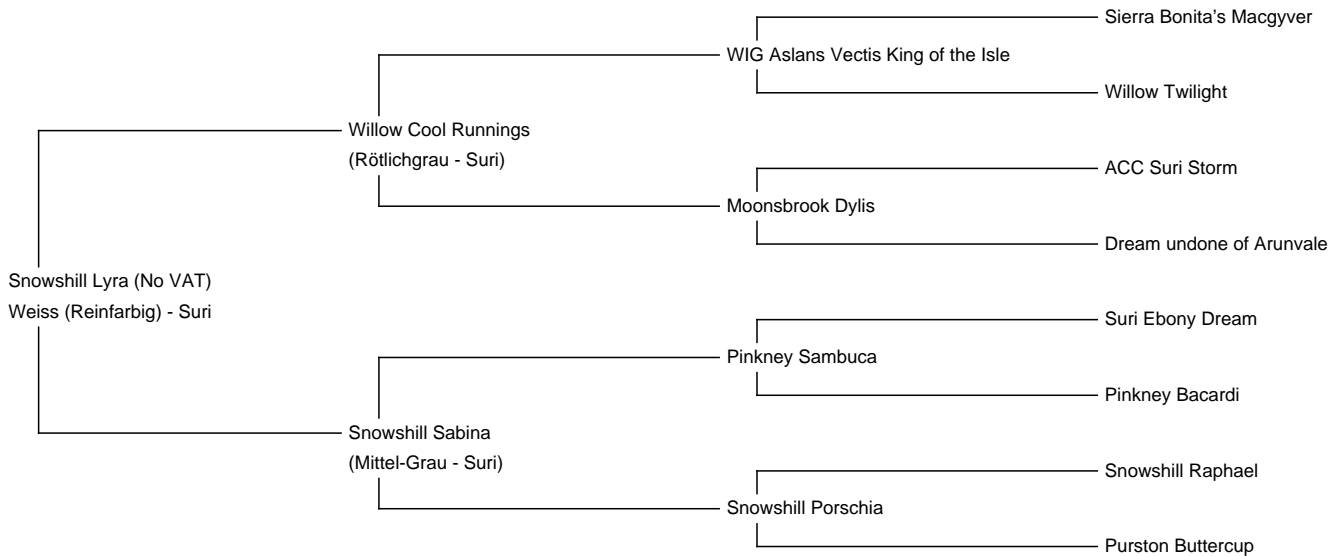 Sierra Bonita's Macgyver
WIG Aslans Vectis King of the Isle
Willow Twilight
Willow Cool Runnings
(Rötlichgrau - Suri)
ACC Suri Storm
Moonsbrook Dylis
Dream undone of Arunvale
Snowshill Lyra (No VAT)
Weiss (Reinfarbig) - Suri
Suri Ebony Dream
Pinkney Sambuca
Pinkney Bacardi
Snowshill Sabina
(Mittel-Grau - Suri)
Snowshill Raphael
Snowshill Porschia
Purston Buttercup